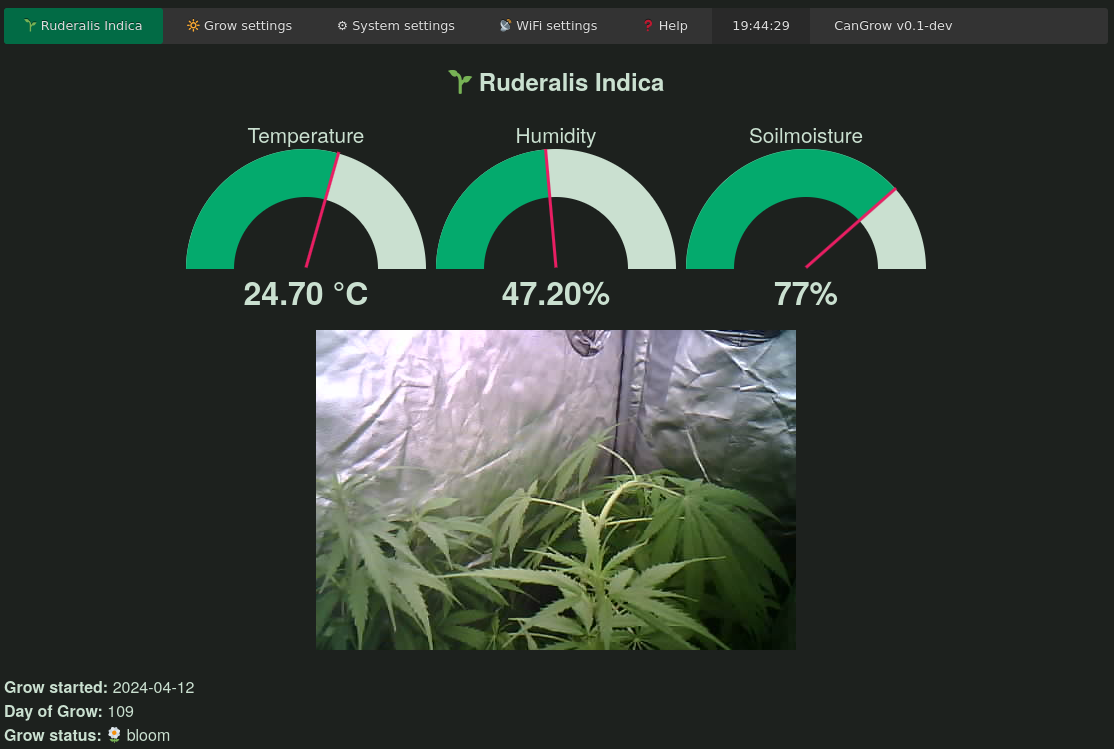 Ruderalis Indica Grow settings System settings WiFi settings Help 19:44:29 CanGrow v0.1-dev
Ruderalis Indica
Temperature Humidity Soilmoisture
24.70 °C 47.20% 77%
Grow started: 2024-04-12
Day of Grow: 109
Grow status: bloom